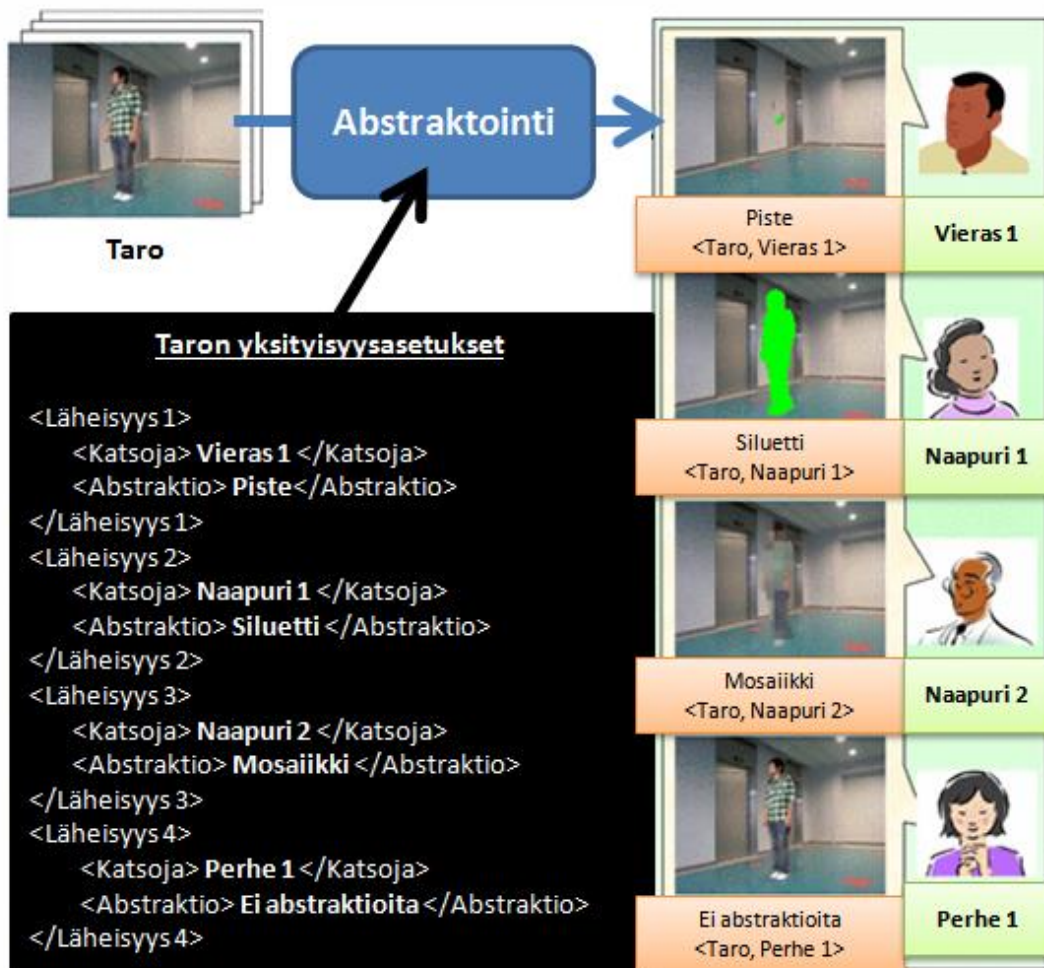 Abstraktointi
Taro
Taron yksityisyysasetukset
<Läheisyys 1>
<Katsoja> Vieras 1 </Katsoja>
<Abstraktio> Piste</Abstraktio>
</Läheisyys 1>
<Läheisyys 2>
<Katsoja> Naapuri 1 </Katsoja>
<Abstraktio> Siluetti </Abstraktio>
</Läheisyys 2>
<Läheisyys 3>
<Katsoja> Naapuri 2 </Katsoja>
<Abstraktio> Mosaiikki </Abstraktio>
</Läheisyys 3>
<Läheisyys 4>
<Katsoja> Perhe 1 </Katsoja>
<Abstraktio> Ei abstraktioita </Abstraktio>
</Läheisyys 4>
Piste
<Taro, Vieras 1>
Vieras 1
Siluetti
<Taro, Naapuri 1>
Naapuri 1
Mosaiikki
<Taro, Naapuri 2>
Naapuri 2
Ei abstraktioita
<Taro, Perhe 1>
Perhe 1